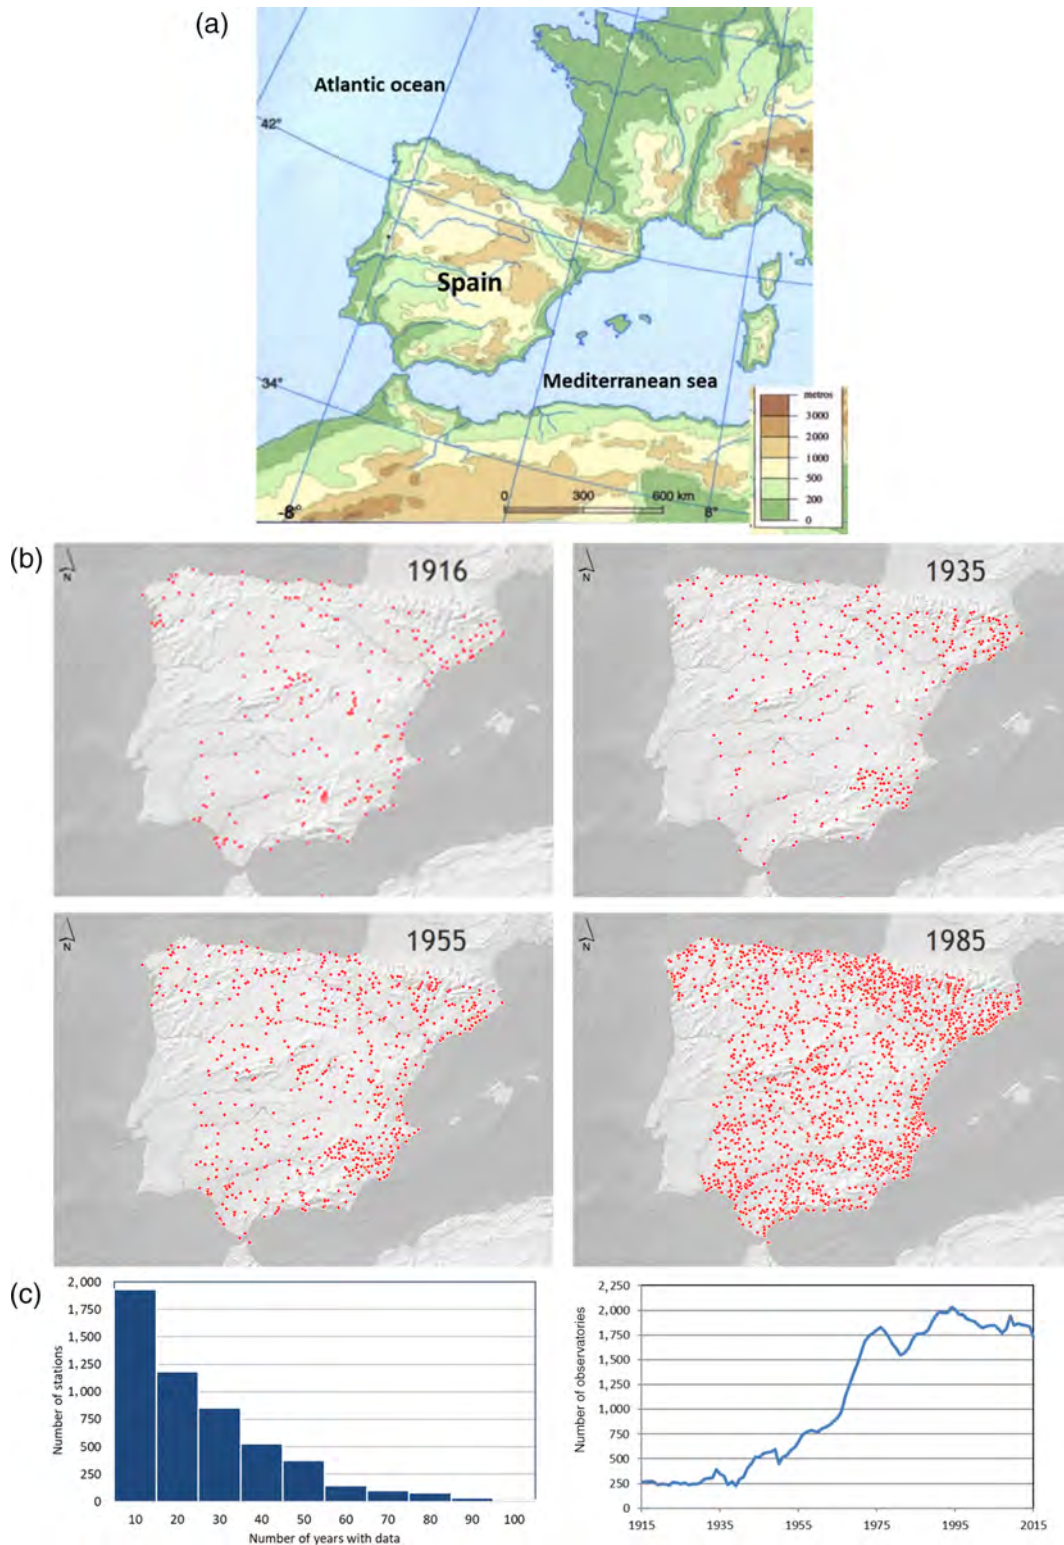 (a)
Atlantic ocean
42°
Spain
Mediterranean sea
34°
-8°
0 300 600 km
8°
metros
3000
2000
1000
500
200
0
(b)
N
1916
N
1935
N
1955
N
1985
(c)
Number of stations
2,000
1,750
1,500
1,250
1,000
750
500
250
0
10 20 30 40 50 60 70 80 90 100
Number of years with data
Number of observatories
2,250
2,000
1,750
1,500
1,250
1,000
750
500
250
0
1915 1935 1955 1975 1995 2015